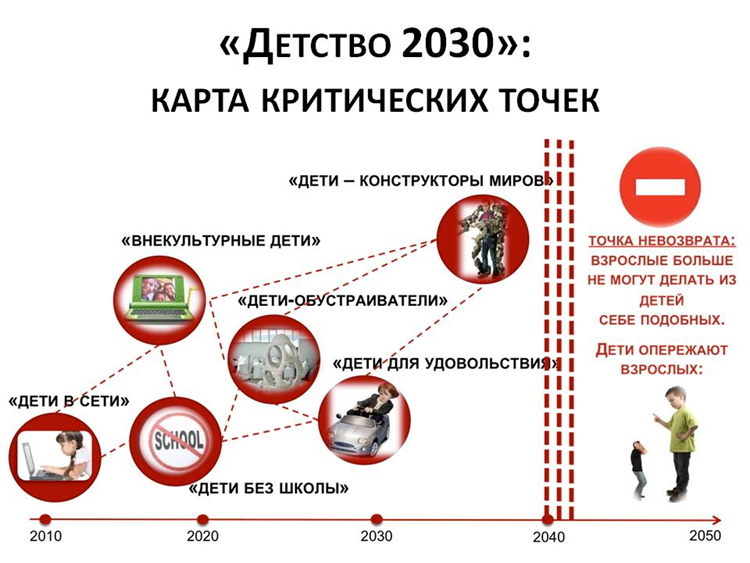 «Детство 2030»:
карта критических точек
«ДЕТИ – КОНСТРУКТОРЫ МИРОВ»
«ВНЕКУЛЬТУРНЫЕ ДЕТИ»
«ДЕТИ-ОБУСТРАИВАТЕЛИ»
«ДЕТИ ДЛЯ УДОВОЛЬСТВИЯ»
«ДЕТИ В СЕТИ»
SCHOOL
«ДЕТИ БЕЗ ШКОЛЫ»
ТОЧКА НЕВОЗВРАТА:
ВЗРОСЛЫЕ БОЛЬШЕ
НЕ МОГУТ ДЕЛАТЬ ИЗ
ДЕТЕЙ
СЕБЕ ПОДОБНЫХ.
Дети опережают
взрослых:
2010
2020
2030
2040
2050